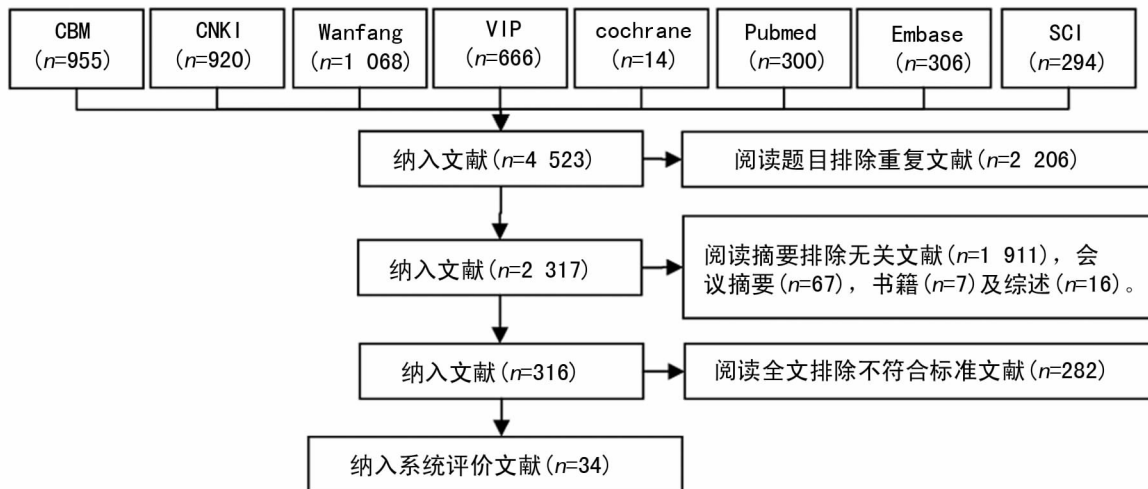 CBM
(n=955)
CNKI
(n=920)
Wanfang
(n=1 068)
VIP
(n=666)
cochrane
(n=14)
Pubmed
(n=300)
Embase
(n=306)
SCI
(n=294)
纳入文献(n=4 523)
阅读题目排除重复文献(n=2 206)
纳入文献(n=2 317)
阅读摘要排除无关文献(n=1 911), 会
议摘要(n=67), 书籍(n=7)及综述(n=16)。
纳入文献(n=316)
阅读全文排除不符合标准文献(n=282)
纳入系统评价文献(n=34)